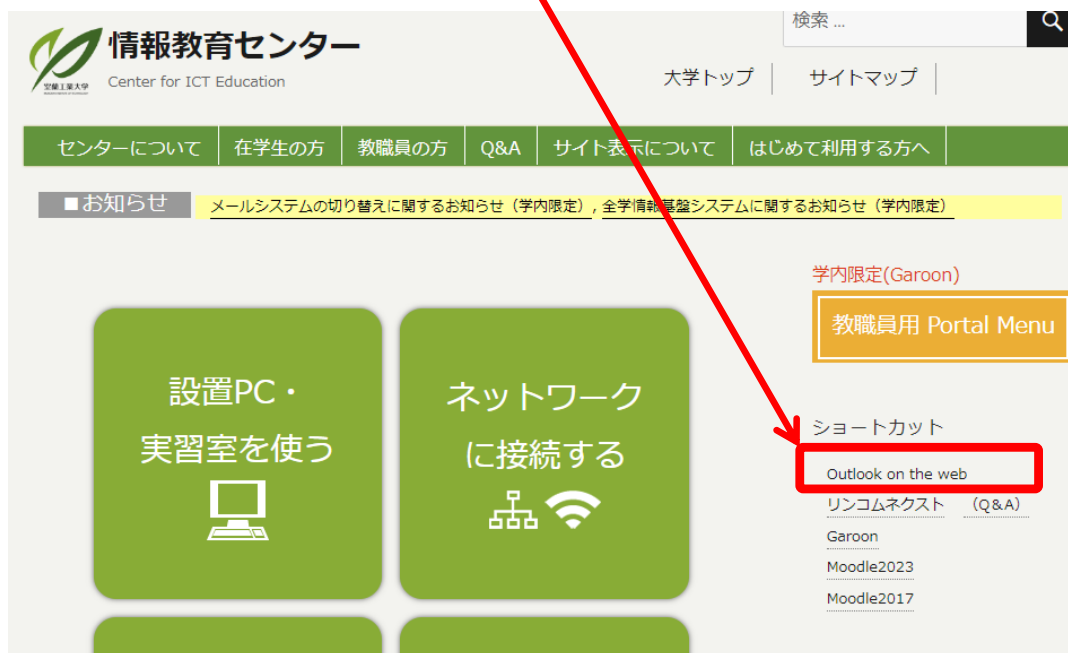 情報教育センター
Center for ICT Education
室蘭工業大学
検索 ...
大学トップ
サイトマップ
センターについて
在学生の方
教職員の方
Q&A
サイト表示について
はじめて利用する方へ
■お知らせ
メールシステムの切り替えに関するお知らせ（学内限定）, 全学情報基盤システムに関するお知らせ（学内限定）
学内限定(Garoon)
教職員用 Portal Menu
設置PC・
実習室を使う
ネットワーク
に接続する
ショートカット
Outlook on the web
リンコムネクスト （Q&A）
Garoon
Moodle2023
Moodle2017